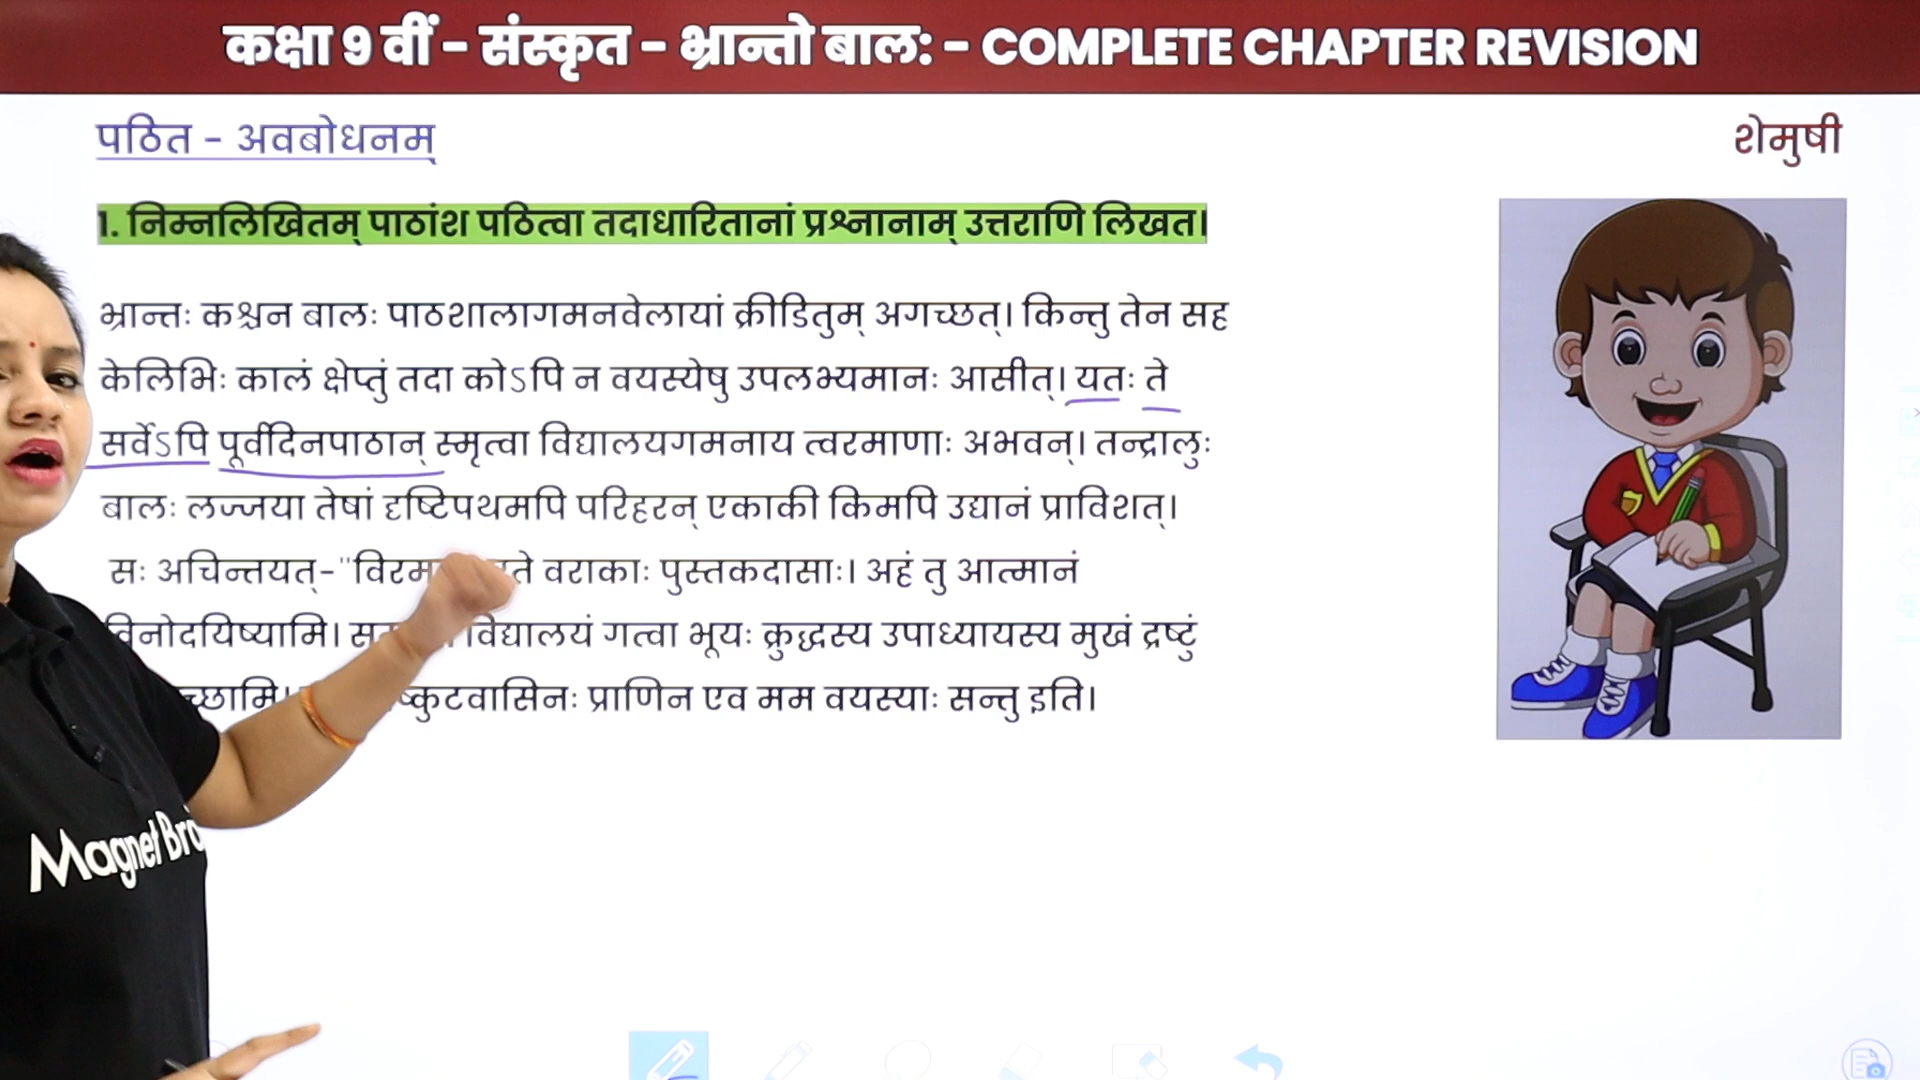 कक्षा 9 वीं - संस्कृत - भ्रान्तो बाल: - COMPLETE CHAPTER REVISION
पठित - अवबोधनम्
शेमुषी
1. निम्नलिखितम् पाठांश पठित्वा तदाधारितानां प्रश्नानाम् उत्तराणि लिखत।
भ्रान्तः कश्चन बालः पाठशालागमनवेलायां क्रीडितुम् अगच्छत्। किन्तु तेन सह
केलिभिः कालं क्षेप्तुं तदा कोऽपि न वयस्येषु उपलभ्यमानः आसीत्। यतः ते
सर्वेऽपि पूर्वदिनपाठान् स्मृत्वा विद्यालयगमनाय त्वरमाणाः अभवन्। तन्द्रालुः
बालः लज्जया तेषां दृष्टिपथमपि परिहरन् एकाकी किमपि उद्यानं प्राविशत्।
सः अचिन्तयत्-"वराकाः पुस्तकदासाः। अहं तु आत्मानं
विनोदयिष्यामि। विद्यालयं गत्वा भूयः क्रुद्धस्य उपाध्यायस्य मुखं द्रष्टुं
प्राणिन एव मम वयस्याः सन्तु इति।
Magnet